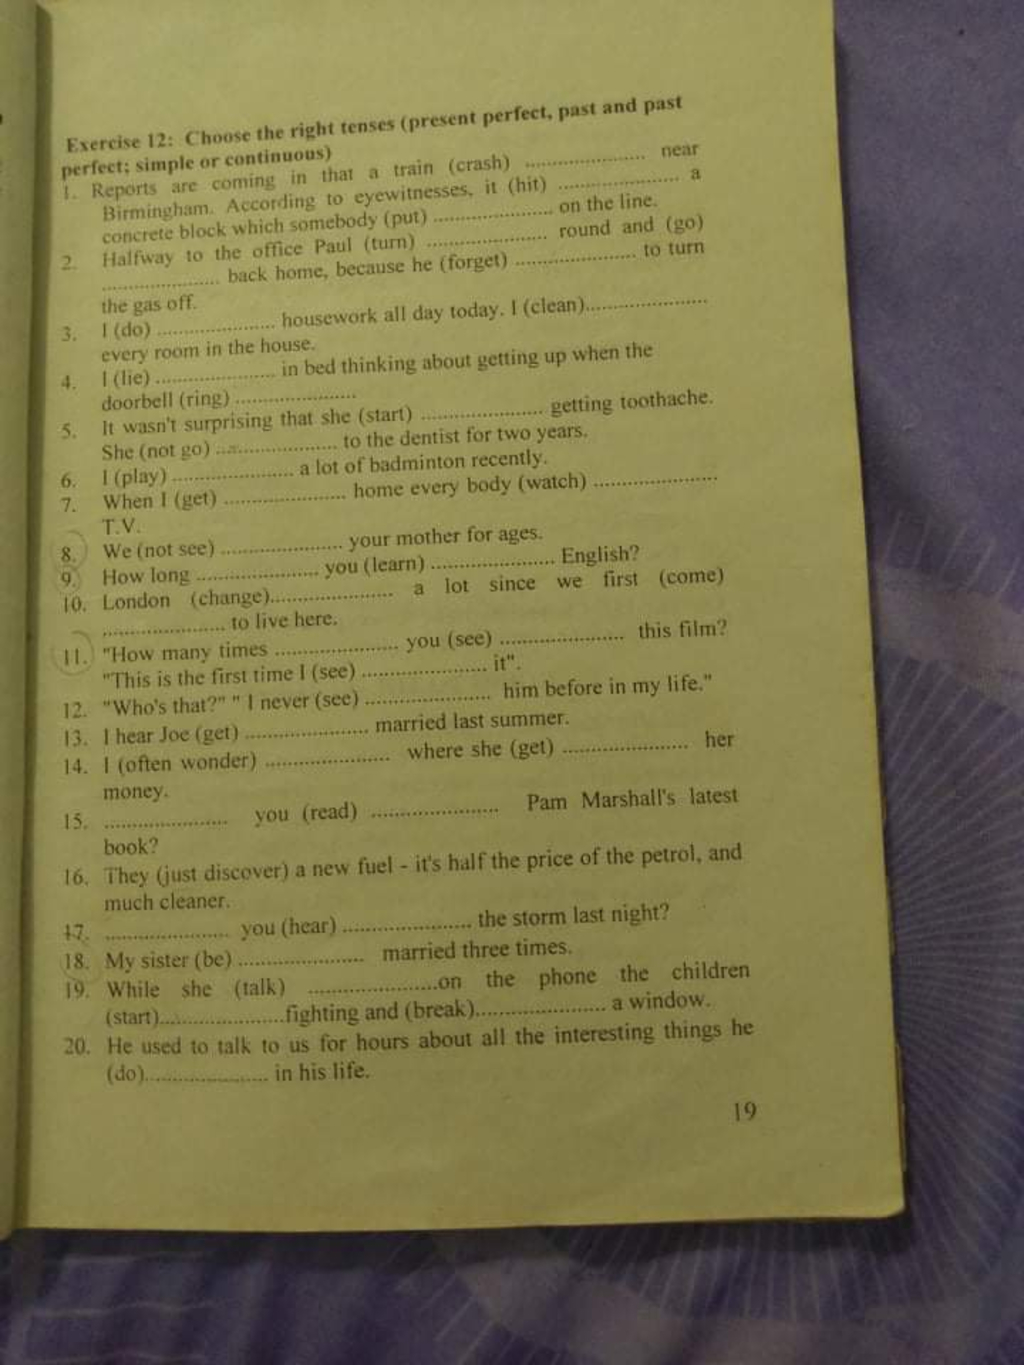 Exercise 12: Choose the right tenses (present perfect, past and past
perfect; simple or continuous)
1. Reports are coming in that a train (crash) ..................... near
Birmingham. According to eyewitnesses, it (hit) ..................... a
concrete block which somebody (put) ..................... on the line.
2. Halfway to the office Paul (turn) ..................... round and (go)
..................... back home, because he (forget) ..................... to turn
the gas off.
3. I (do) ..................... housework all day today. I (clean).....................
every room in the house.
4. I (lie) ..................... in bed thinking about getting up when the
doorbell (ring) .....................
5. It wasn't surprising that she (start) ..................... getting toothache.
She (not go) ..................... to the dentist for two years.
6. I (play) ..................... a lot of badminton recently.
7. When I (get) ..................... home every body (watch) .....................
T.V.
8. We (not see) ..................... your mother for ages.
9. How long ..................... you (learn) ..................... English?
10. London (change)..................... a lot since we first (come)
..................... to live here.
11. "How many times ..................... you (see) ..................... this film?
"This is the first time I (see) ..................... it".
12. "Who's that?" " I never (see) ..................... him before in my life."
13. I hear Joe (get) ..................... married last summer.
14. I (often wonder) ..................... where she (get) ..................... her
money.
15. ..................... you (read) ..................... Pam Marshall's latest
book?
16. They (just discover) a new fuel - it's half the price of the petrol, and
much cleaner.
17. ..................... you (hear) ..................... the storm last night?
18. My sister (be) ..................... married three times.
19. While she (talk) .....................on the phone the children
(start).....................fighting and (break)..................... a window.
20. He used to talk to us for hours about all the interesting things he
(do)..................... in his life.
19